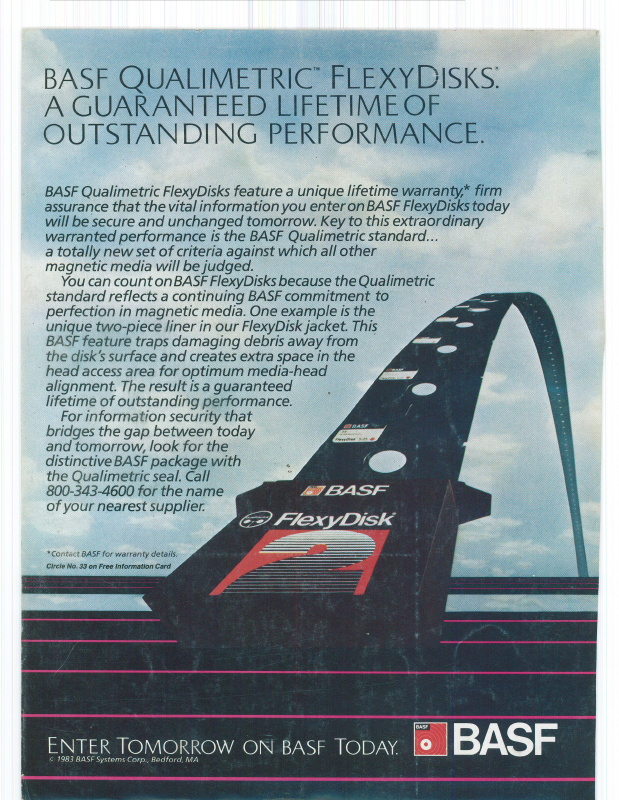 BASF QUALIMETRIC™ FLEXYDISKS.*
A GUARANTEED LIFETIME OF
OUTSTANDING PERFORMANCE.
BASF Qualimetric FlexyDisks feature a unique lifetime warranty,* firm
assurance that the vital information you enter on BASF FlexyDisks today
will be secure and unchanged tomorrow. Key to this extraordinary
warranted performance is the BASF Qualimetric standard...
a totally new set of criteria against which all other
magnetic media will be judged.
You can count on BASF FlexyDisks because the Qualimetric
standard reflects a continuing BASF commitment to
perfection in magnetic media. One example is the
unique two-piece liner in our FlexyDisk jacket. This
BASF feature traps damaging debris away from
the disk's surface and creates extra space in the
head access area for optimum media-head
alignment. The result is a guaranteed
lifetime of outstanding performance.
For information security that
bridges the gap between today
and tomorrow, look for the
distinctive BASF package with
the Qualimetric seal. Call
800-343-4600 for the name
of your nearest supplier.
*Contact BASF for warranty details.
Circle No. 33 on Free Information Card
BASF
FlexyDisk
BASF
FlexyDisk®
2
ENTER TOMORROW ON BASF TODAY.
© 1983 BASF Systems Corp., Bedford, MA
BASF
BASF